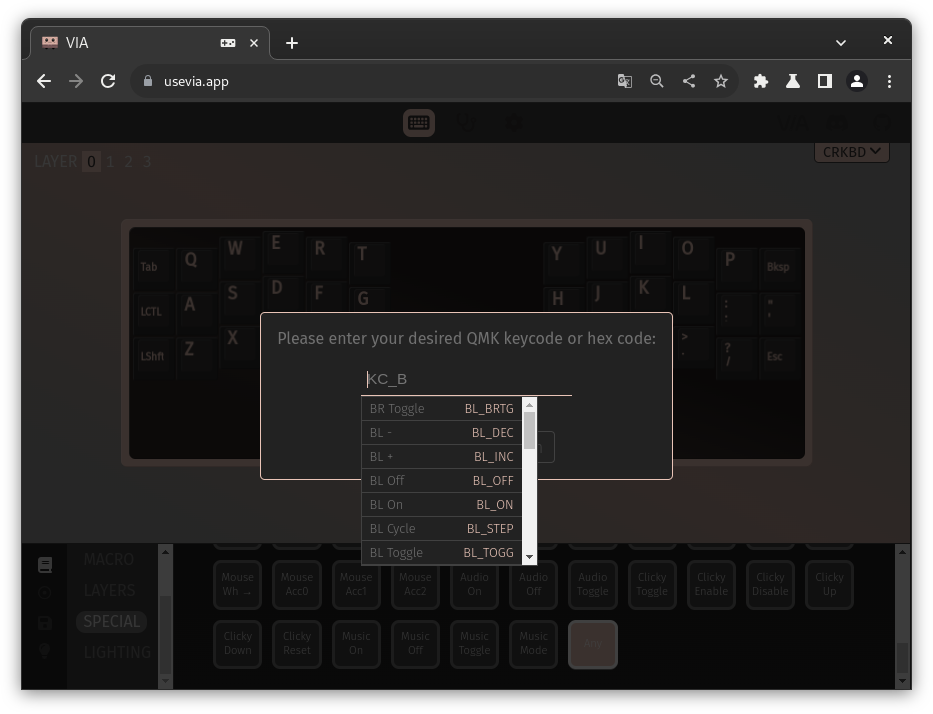 VIA
usevia.app
LAYER 0 1 2 3
CRKBD
Tab Q W E R T Y U I O P Bksp
LCTL A S D F G H J K L : ; " '
LShft Z X > . ? / Esc
Please enter your desired QMK keycode or hex code:
KC_B
BR Toggle BL_BRTG
BL - BL_DEC
BL + BL_INC
BL Off BL_OFF
BL On BL_ON
BL Cycle BL_STEP
BL Toggle BL_TOGG
MACRO
LAYERS
SPECIAL
LIGHTING
Mouse Wh → Mouse Acc0 Mouse Acc1 Mouse Acc2 Audio On Audio Off Audio Toggle Clicky Toggle Clicky Enable Clicky Disable Clicky Up
Clicky Down Clicky Reset Music On Music Off Music Toggle Music Mode Any